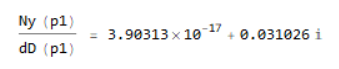 Ny (p1)
dD (p1)
= 3.90313×10⁻¹⁷ + 0.031026 i